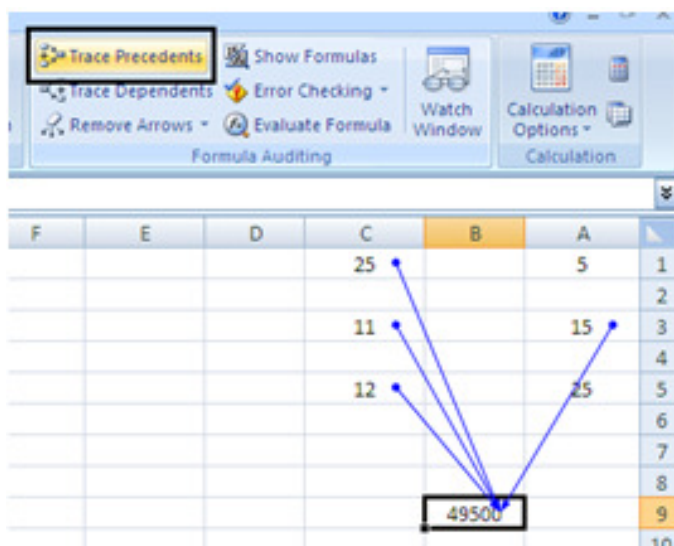 Trace Precedents Show Formulas
Trace Dependents Error Checking
Remove Arrows Evaluate Formula
Watch Window
Calculation Options
Formula Auditing Calculation
F E D C B A
25 5 1
2
11 15 3
4
12 25 5
6
7
8
49500 9
10